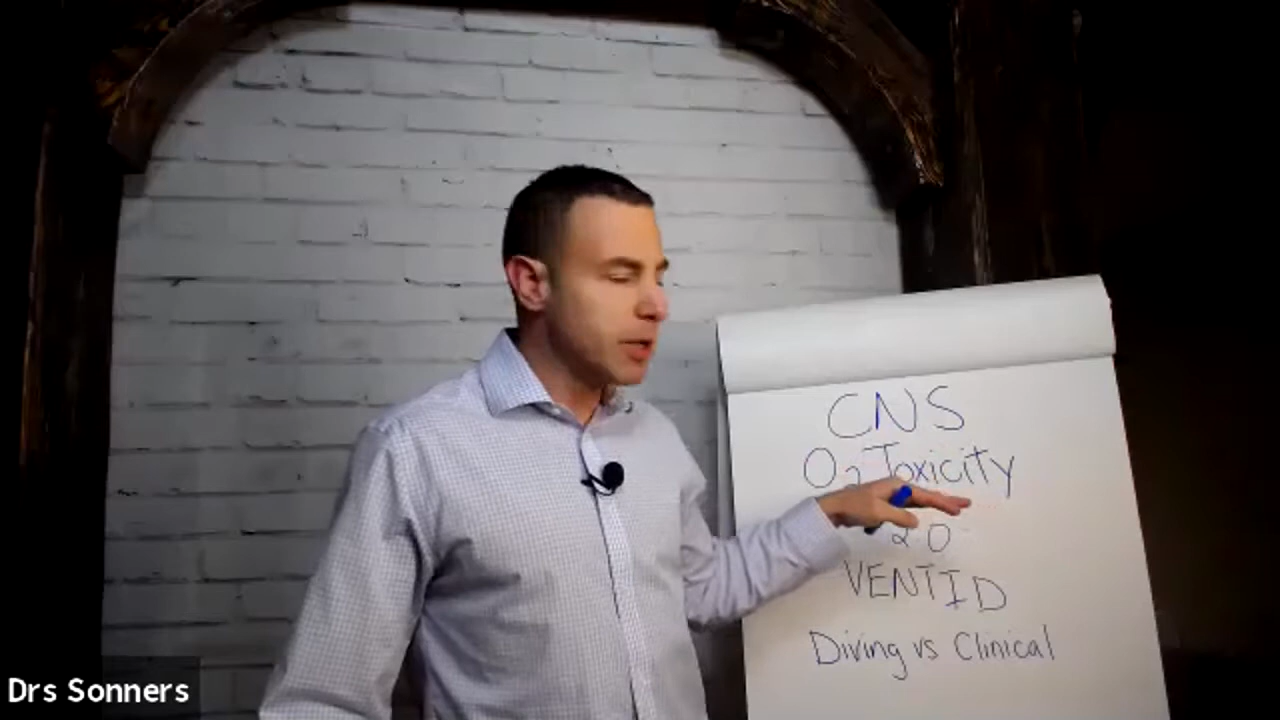 CNS
O2 Toxicity
20
VENTID
Diving vs Clinical
Drs Sonners